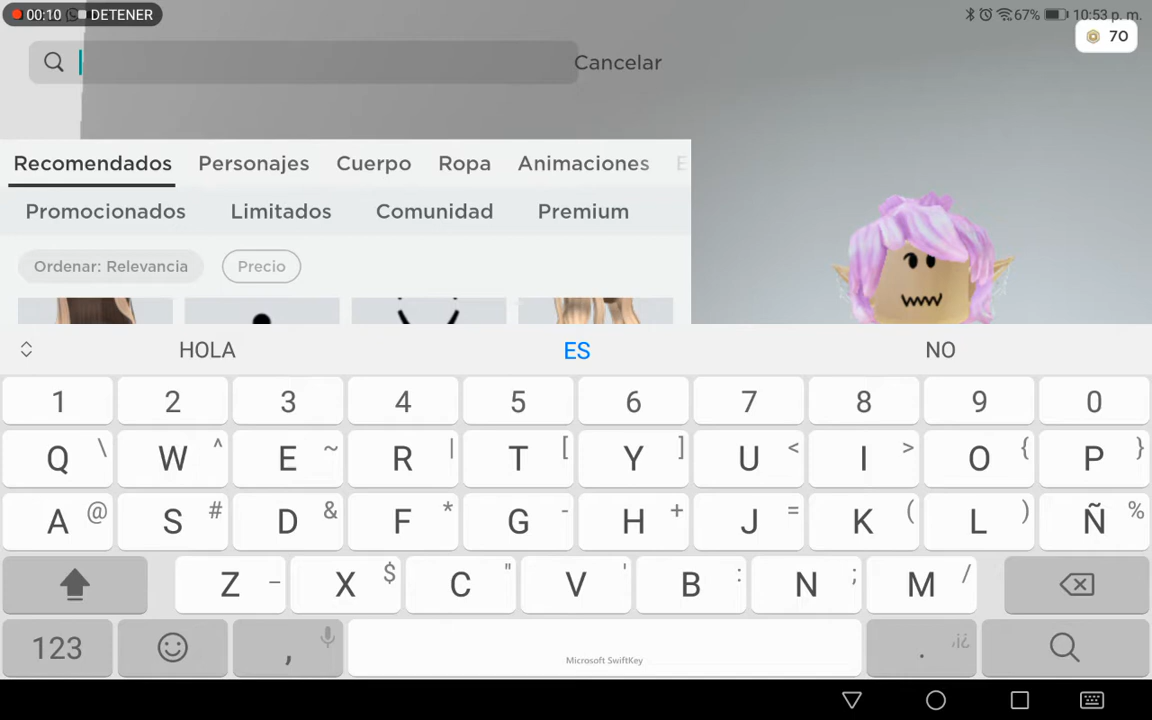 00:10 DETENER 67% 10:53 p. m.
70
Cancelar
Recomendados Personajes Cuerpo Ropa Animaciones E
Promocionados Limitados Comunidad Premium
Ordenar: Relevancia Precio
HOLA ES NO
1 2 3 4 5 6 7 8 9 0
Q \ W ^ E ~ R | T [ Y ] U < I > O { P }
A @ S # D & F * G - H + J = K ( L ) Ñ %
Z _ X $ C " V ' B : N ; M /
123 , . ,¡¿
Microsoft SwiftKey